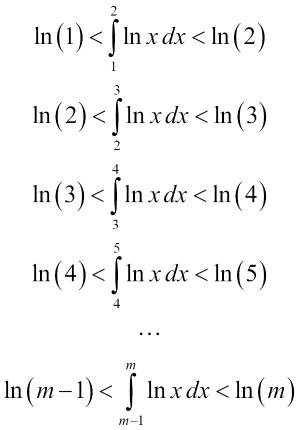 ln(1) < ∫₁² ln x dx < ln(2)
ln(2) < ∫₂³ ln x dx < ln(3)
ln(3) < ∫₃⁴ ln x dx < ln(4)
ln(4) < ∫₄⁵ ln x dx < ln(5)
...
ln(m−1) < ∫ₘ₋₁ᵐ ln x dx < ln(m)